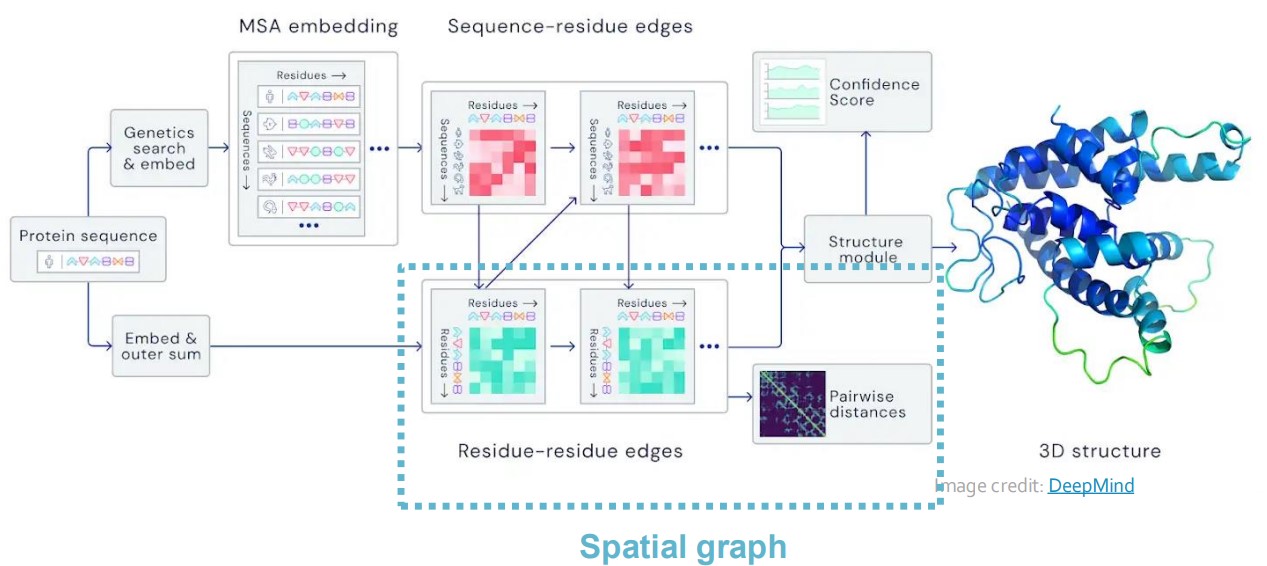 MSA embedding
Sequence-residue edges
Residues →
Sequences →
Genetics
search
& embed
Residues →
Sequences →
Residues →
Sequences →
Confidence
Score
Protein sequence
Structure
module
Embed &
outer sum
Residues →
Residues →
Residues →
Residues →
Pairwise
distances
Residue-residue edges
3D structure
Image credit: DeepMind
Spatial graph